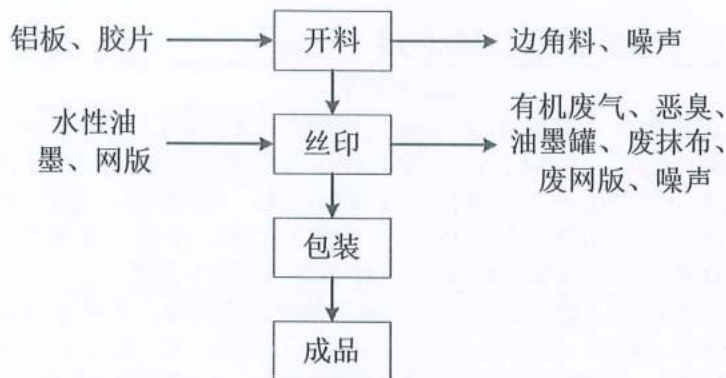 铝板、胶片
开料
边角料、噪声
水性油
墨、网版
丝印
有机废气、恶臭、
油墨罐、废抹布、
废网版、噪声
包装
成品